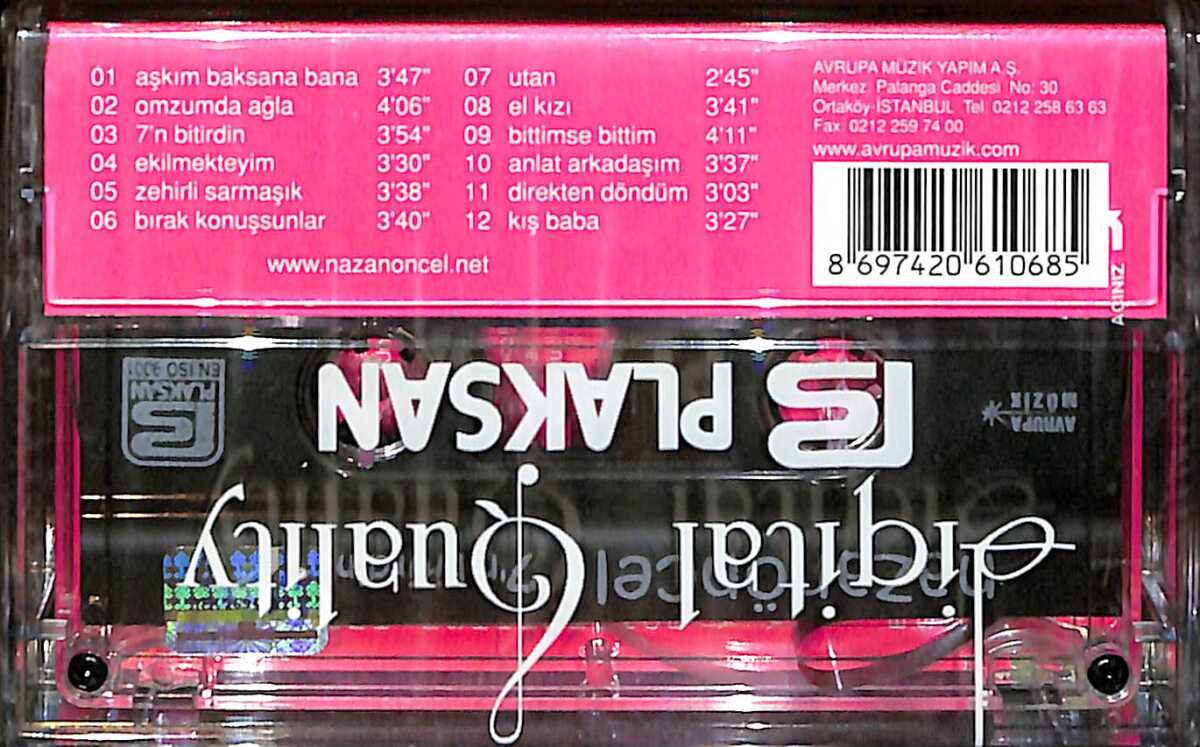 01 aşkım baksana bana 3'47"
02 omzumda ağla 4'06"
03 7'n bitirdin 3'54"
04 ekilmekteyim 3'30"
05 zehirli sarmaşık 3'38"
06 bırak konuşsunlar 3'40"
07 utan 2'45"
08 el kızı 3'41"
09 bittimse bittim 4'11"
10 anlat arkadaşım 3'37"
11 direkten döndüm 3'03"
12 kış baba 3'27"
www.nazanoncel.net
AVRUPA MÜZİK YAPIM A Ş.
Merkez: Palanga Caddesi No: 30
Ortaköy-İSTANBUL Tel: 0212 258 63 63
Fax: 0212 259 74 00
www.avrupamuzik.com
8 697420 610685
AÇINIZ
PLAKSAN
EN ISO 9001
PLAKSAN
AVRUPA
MÜZİK
Digital Quality
nazan öncel